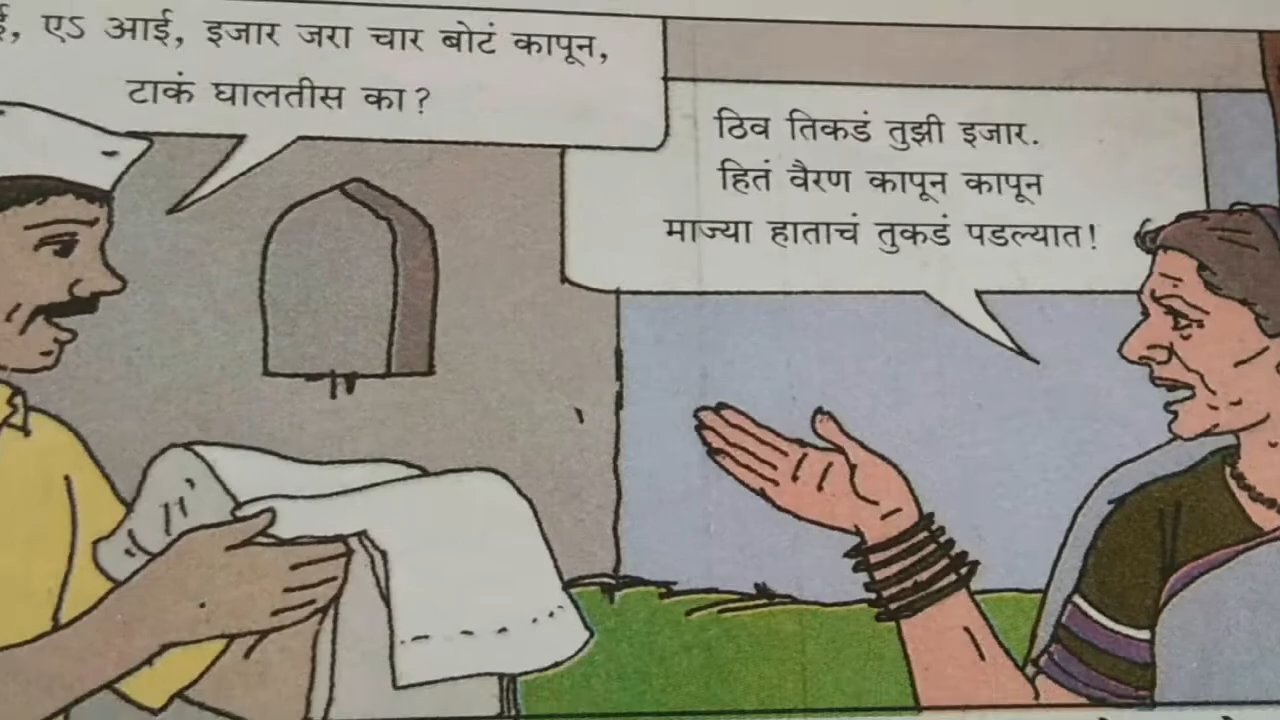 एऽ आई, इजार जरा चार बोटं कापून,
टाकं घालतीस का?
ठिव तिकडं तुझी इजार.
हितं वैरण कापून कापून
माज्या हाताचं तुकडं पडल्यात!